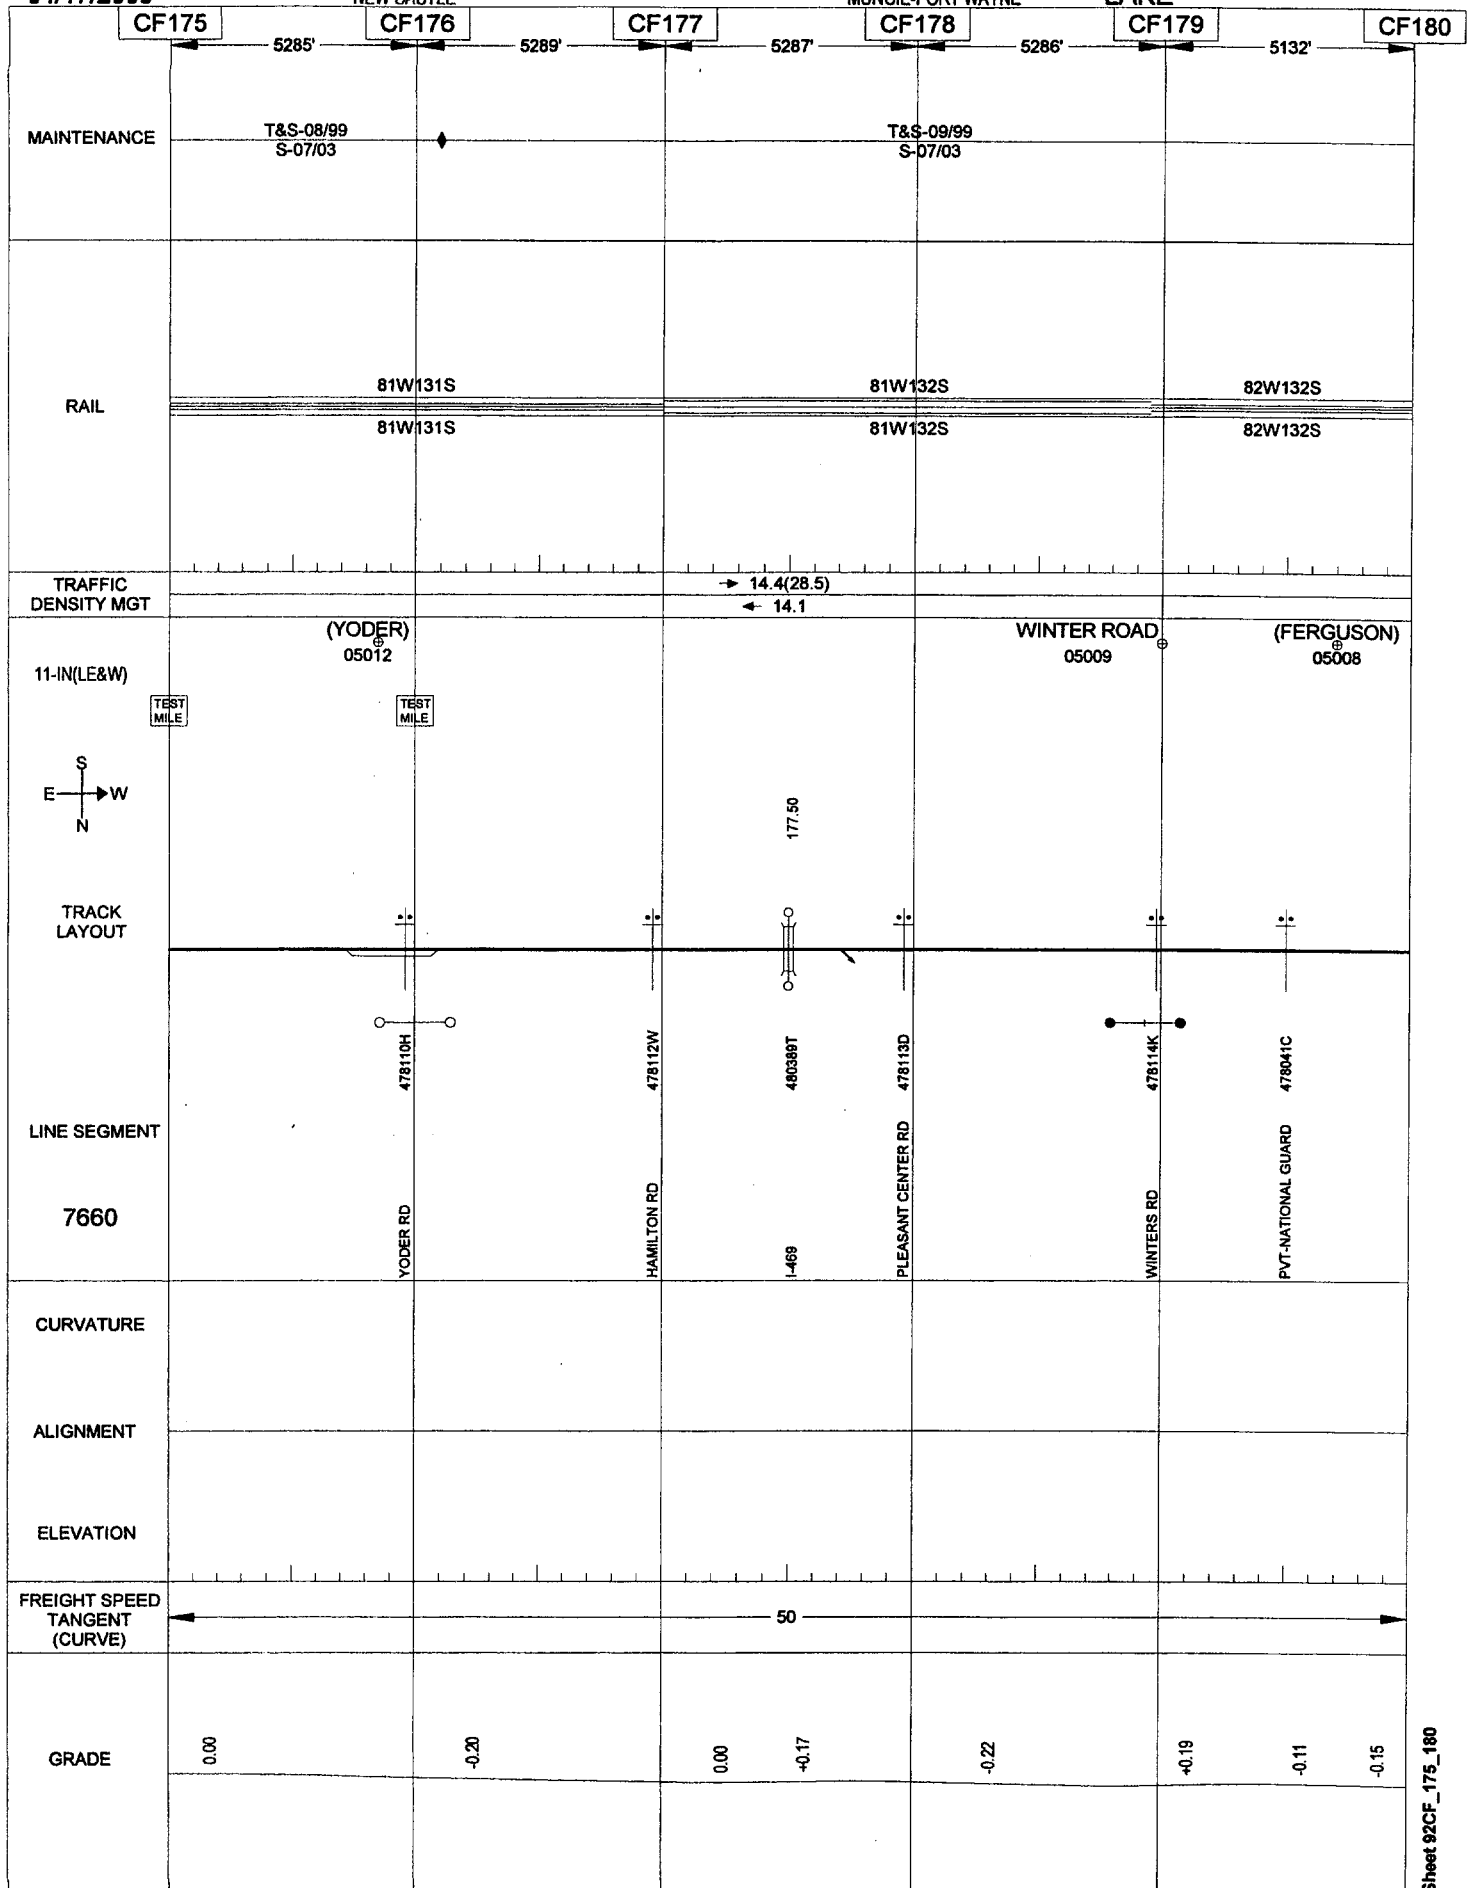 NEW CASTLE
LAKE
CF175
CF176
CF177
CF178
CF179
CF180
5285'
5289'
5287'
5286'
5132'
MAINTENANCE
T&S-08/99
S-07/03
T&S-09/99
S-07/03
RAIL
81W131S
81W132S
82W132S
81W131S
81W132S
82W132S
TRAFFIC
DENSITY MGT
14.4(28.5)
14.1
(YODER)
05012
WINTER ROAD
05009
(FERGUSON)
05008
11-IN(LE&W)
TEST
MILE
TEST
MILE
S
E
W
N
177.50
TRACK
LAYOUT
478110H
478112W
480389T
478113D
478114K
478041C
LINE SEGMENT
7660
YODER RD
HAMILTON RD
I-469
PLEASANT CENTER RD
WINTERS RD
PVT-NATIONAL GUARD
CURVATURE
ALIGNMENT
ELEVATION
FREIGHT SPEED
TANGENT
(CURVE)
50
GRADE
0.00
-0.20
0.00
+0.17
-0.22
+0.19
-0.11
-0.15
Sheet 92CF_175_180